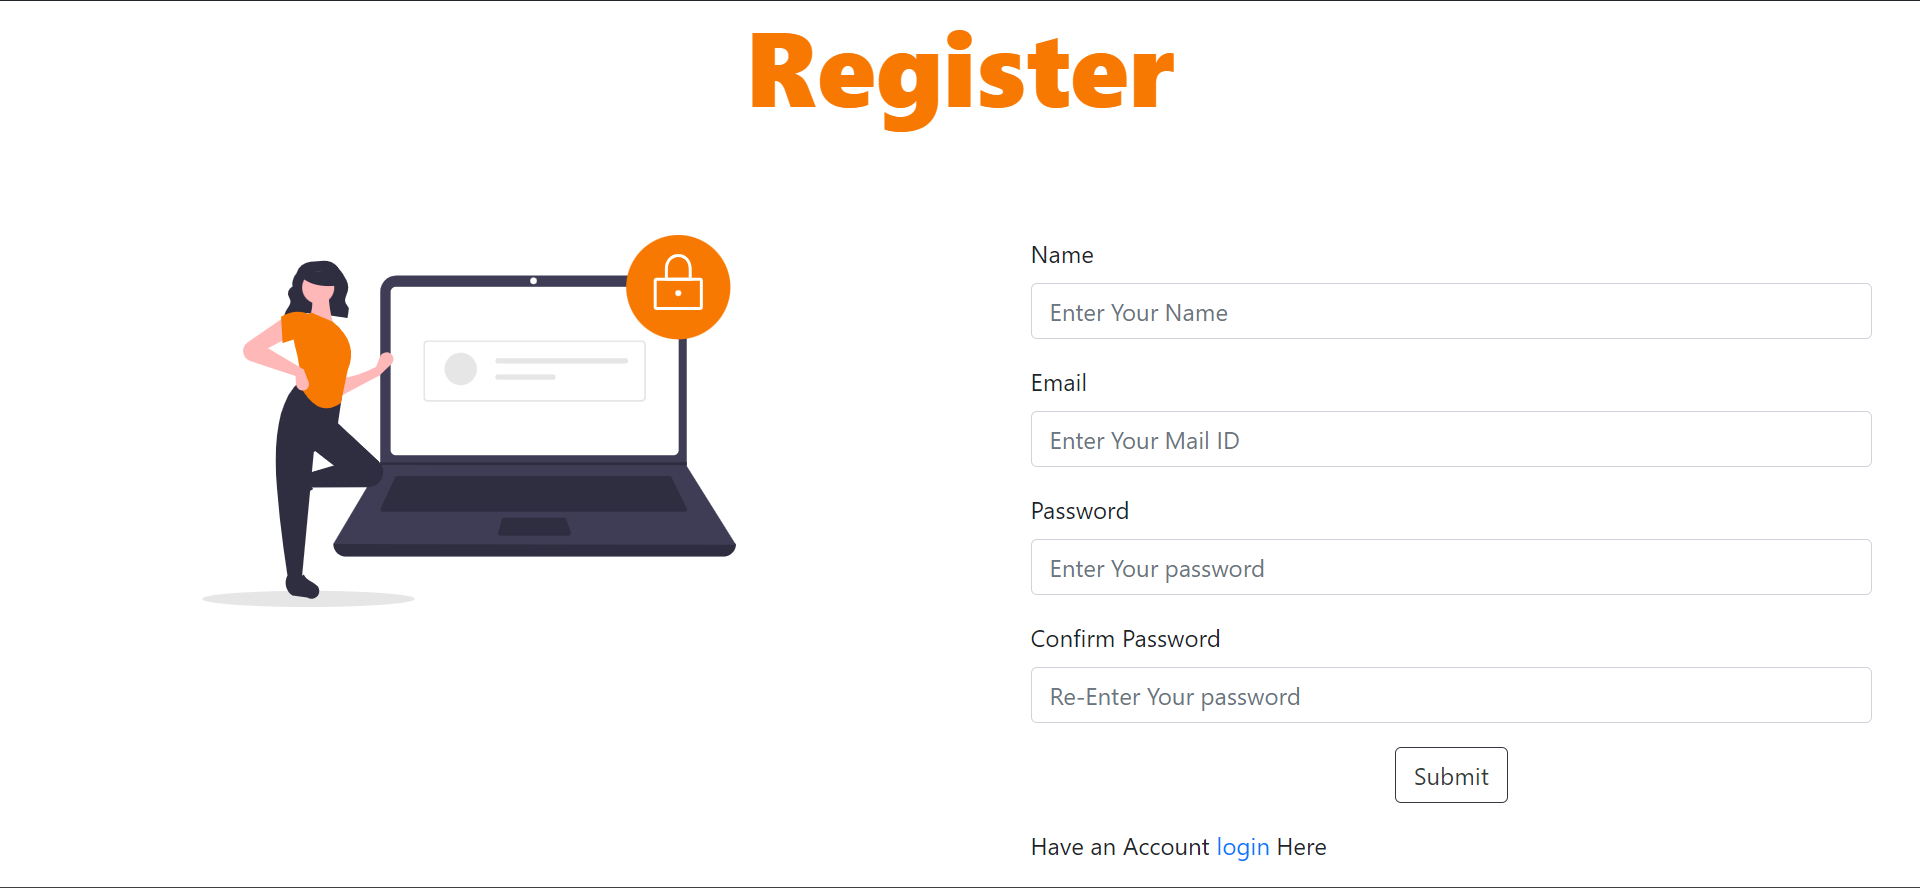 Register
Name
Enter Your Name
Email
Enter Your Mail ID
Password
Enter Your password
Confirm Password
Re-Enter Your password
Submit
Have an Account login Here